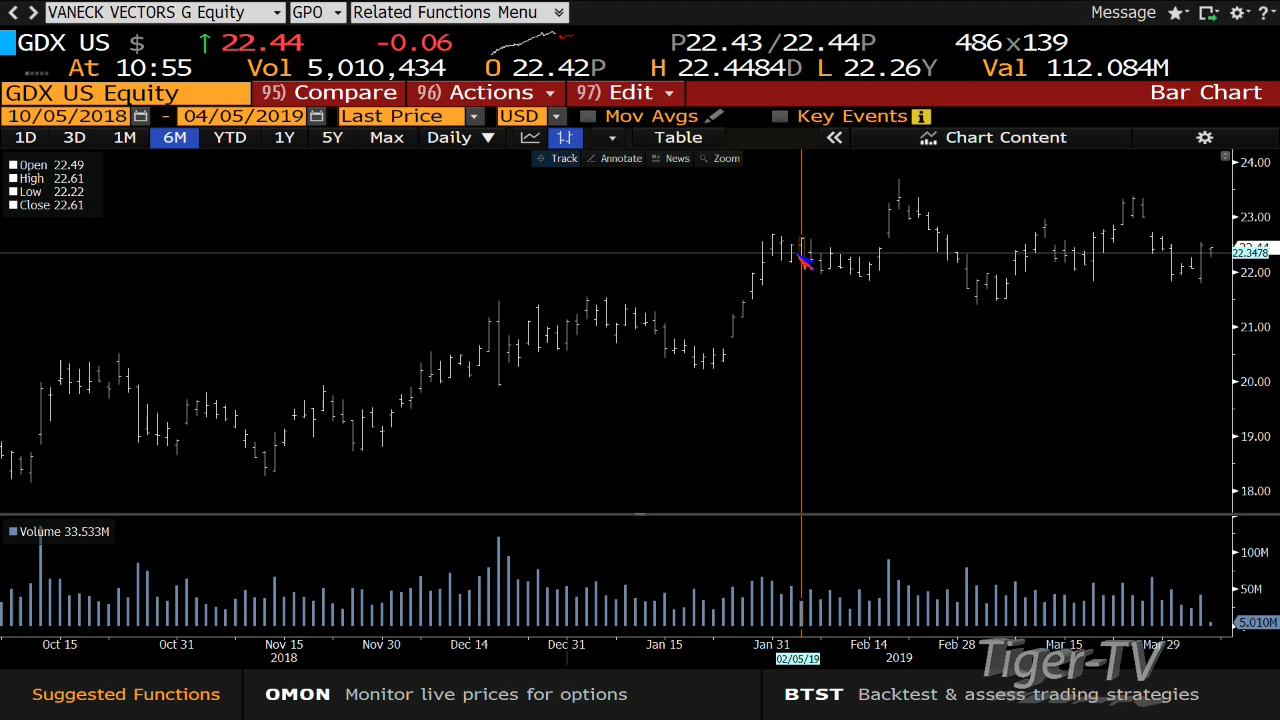 VANECK VECTORS G Equity GPO Related Functions Menu Message ?
GDX US $ ↑ 22.44 -0.06 P22.43 /22.44P 486x139
At 10:55 Vol 5,010,434 O 22.42P H 22.4484D L 22.26Y Val 112.084M
GDX US Equity 95) Compare 96) Actions 97) Edit Bar Chart
10/05/2018 - 04/05/2019 Last Price USD Mov Avgs Key Events i
1D 3D 1M 6M YTD 1Y 5Y Max Daily ▼ Table « Chart Content
Track Annotate News Zoom
Open 22.49
High 22.61
Low 22.22
Close 22.61
24.00
23.00
22.3478
22.00
21.00
20.00
19.00
18.00
Volume 33.533M
100M
50M
5.010M
Oct 15 Oct 31 Nov 15 Nov 30 Dec 14 Dec 31 Jan 15 Jan 31 Feb 14 Feb 28 Mar 15 Mar 29
2018 02/05/19 2019
Tiger-TV
Suggested Functions OMON Monitor live prices for options BTST Backtest & assess trading strategies